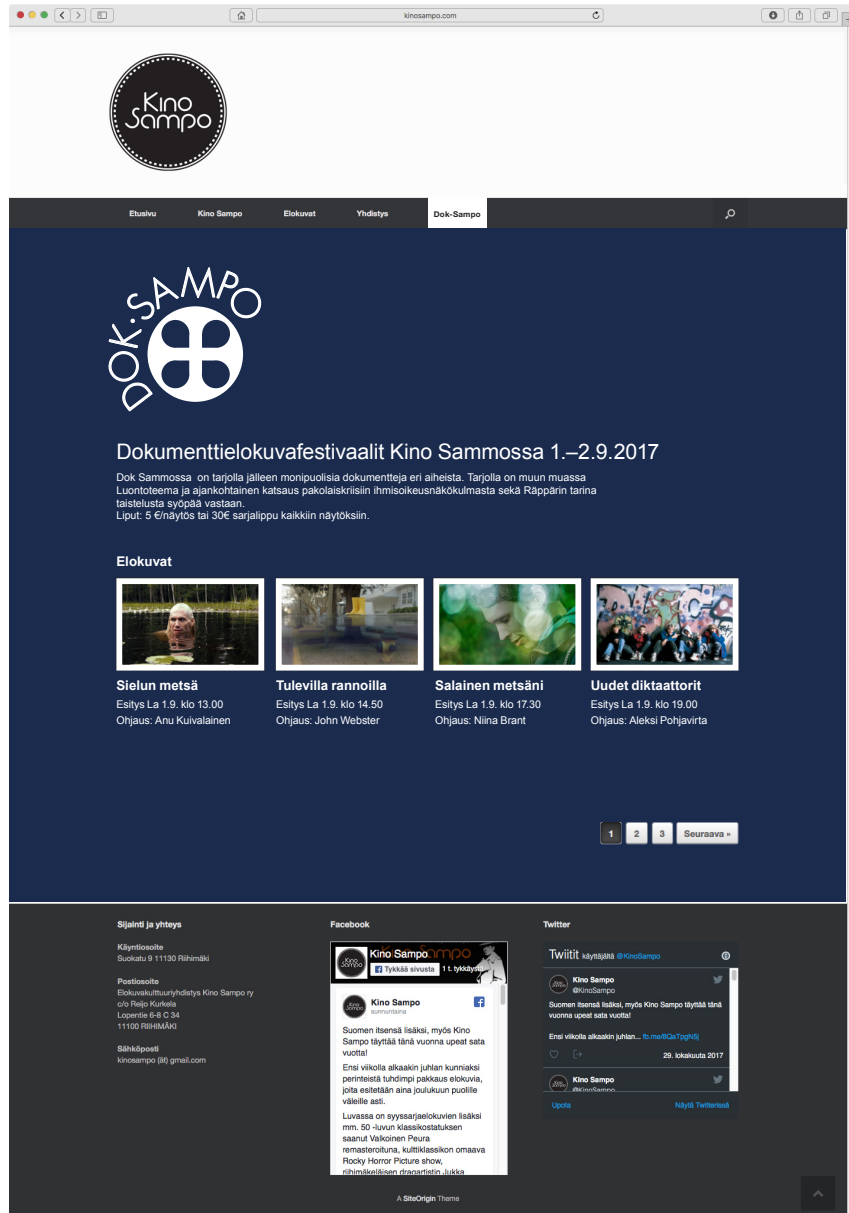 kinosampo.com
Kino
Sampo
Etusivu
Kino Sampo
Elokuvat
Yhdistys
Dok-Sampo
DOK·SAMPO
Dokumenttielokuvafestivaalit Kino Sammossa 1.–2.9.2017
Dok Sammossa on tarjolla jälleen monipuolisia dokumentteja eri aiheista. Tarjolla on muun muassa
Luontoteema ja ajankohtainen katsaus pakolaiskriisiin ihmisoikeusnäkökulmasta sekä Räppärin tarina
taistelusta syöpää vastaan.
Liput: 5 €/näytös tai 30€ sarjalippu kaikkiin näytöksiin.
Elokuvat
Sielun metsä
Esitys La 1.9. klo 13.00
Ohjaus: Anu Kuivalainen
Tulevilla rannoilla
Esitys La 1.9. klo 14.50
Ohjaus: John Webster
Salainen metsäni
Esitys La 1.9. klo 17.30
Ohjaus: Niina Brant
Uudet diktaattorit
Esitys La 1.9. klo 19.00
Ohjaus: Aleksi Pohjavirta
1
2
3
Seuraava »
Sijainti ja yhteys
Käyntiosoite
Suokatu 9 11130 Riihimäki
Postiosoite
Elokuvakulttuuriyhdistys Kino Sampo ry
c/o Reijo Kurkela
Lopentie 6-8 C 34
11100 RIIHIMÄKI
Sähköposti
kinosampo (ät) gmail.com
Facebook
Kino Sampo
Tykkää sivusta
1 t. tykkäystä
Kino Sampo
sunnuntaina
Suomen itsensä lisäksi, myös Kino
Sampo täyttää tänä vuonna upeat sata
vuotta!
Ensi viikolla alkaakin juhlan kunniaksi
perinteistä tuhdimpi pakkaus elokuvia,
joita esitetään aina joulukuun puolille
väleille asti.
Luvassa on syyssarjaelokuvien lisäksi
mm. 50 -luvun klassikostatuksen
saanut Valkoinen Peura
remasteroituna, kulttiklassikon omaava
Rocky Horror Picture show,
riihimäkeläisen dragartistin Jukka
Twitter
Twiitit käyttäjältä @KinoSampo
Kino Sampo
@KinoSampo
Suomen itsensä lisäksi, myös Kino Sampo täyttää tänä
vuonna upeat sata vuotta!
Ensi viikolla alkaakin juhlan... fb.me/8QaTpgN5j
29. lokakuuta 2017
Kino Sampo
@KinoSampo
Upota
Näytä Twitterissä
A SiteOrigin Theme